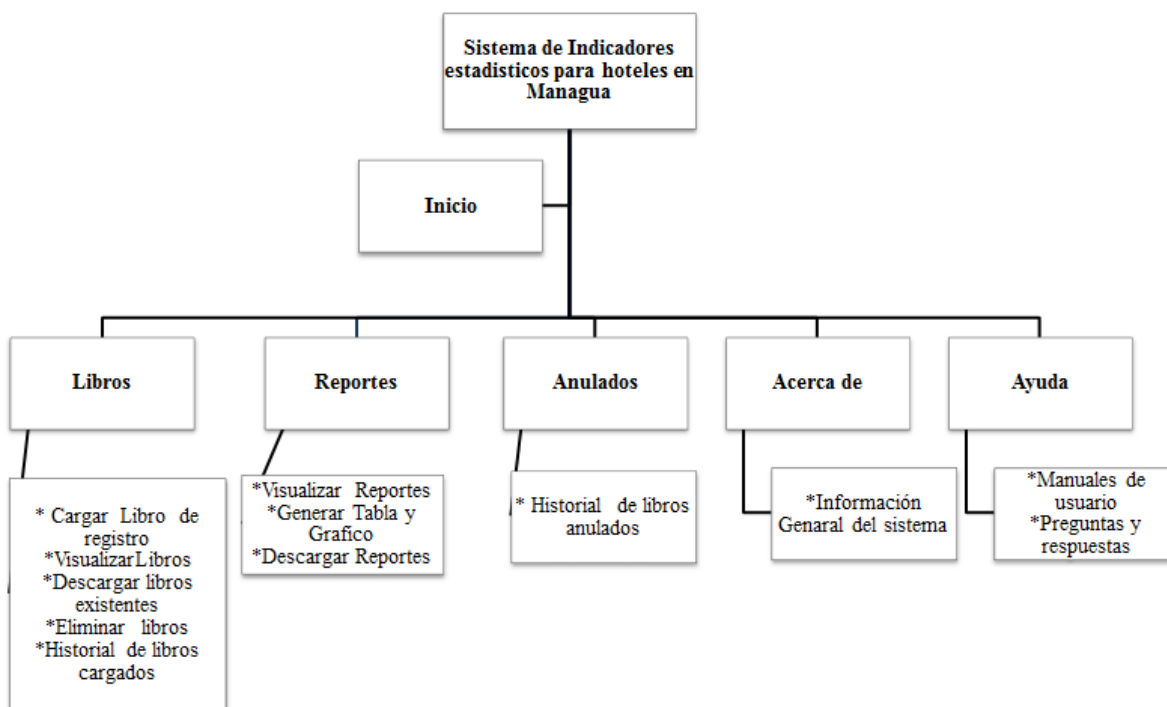 Sistema de Indicadores
estadisticos para hoteles en
Managua
Inicio
Libros
Reportes
Anulados
Acerca de
Ayuda
* Cargar Libro de
registro
*Visualizar Libros
*Descargar libros
existentes
*Eliminar libros
*Historial de libros
cargados
*Visualizar Reportes
*Generar Tabla y
Grafico
*Descargar Reportes
* Historial de libros
anulados
*Información
Genaral del sistema
*Manuales de
usuario
*Preguntas y
respuestas